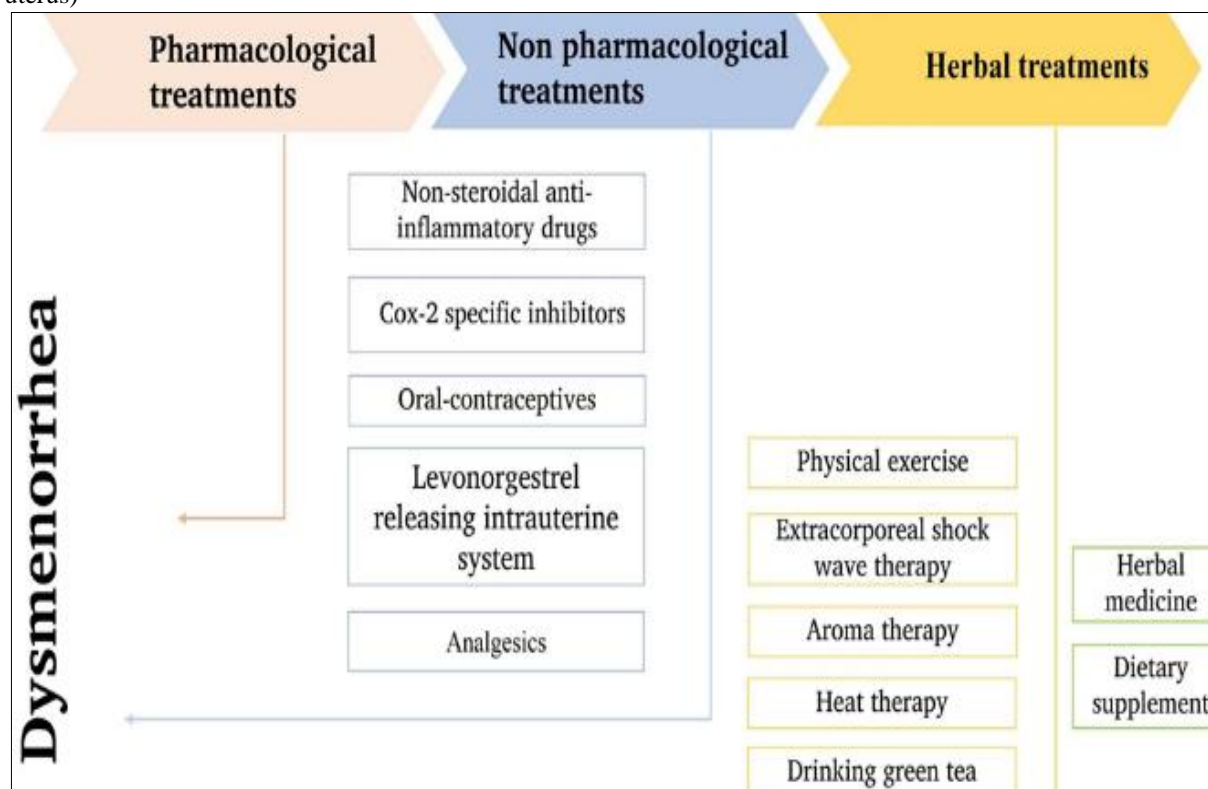 uterus)
Pharmacological
treatments
Non pharmacological
treatments
Herbal treatments
Dysmenorrhea
Non-steroidal anti-
inflammatory drugs
Cox-2 specific inhibitors
Oral-contraceptives
Levonorgestrel
releasing intrauterine
system
Analgesics
Physical exercise
Extracorporeal shock
wave therapy
Aroma therapy
Heat therapy
Drinking green tea
Herbal
medicine
Dietary
supplement